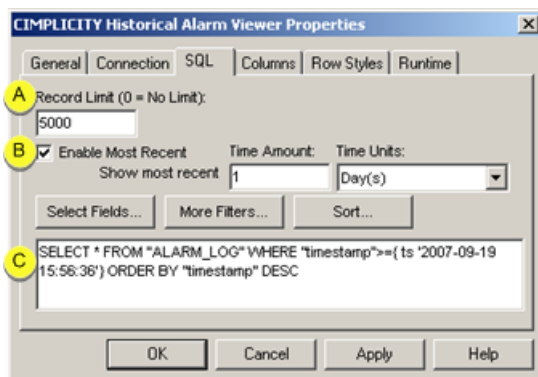 CIMPLICITY Historical Alarm Viewer Properties
General Connection SQL Columns Row Styles Runtime
A Record Limit (0 = No Limit):
5000
B Enable Most Recent Time Amount: Time Units:
Show most recent 1 Day(s)
Select Fields... More Filters... Sort...
C SELECT * FROM "ALARM_LOG" WHERE "timestamp">={ ts '2007-09-19
15:56:36'} ORDER BY "timestamp" DESC
OK Cancel Apply Help